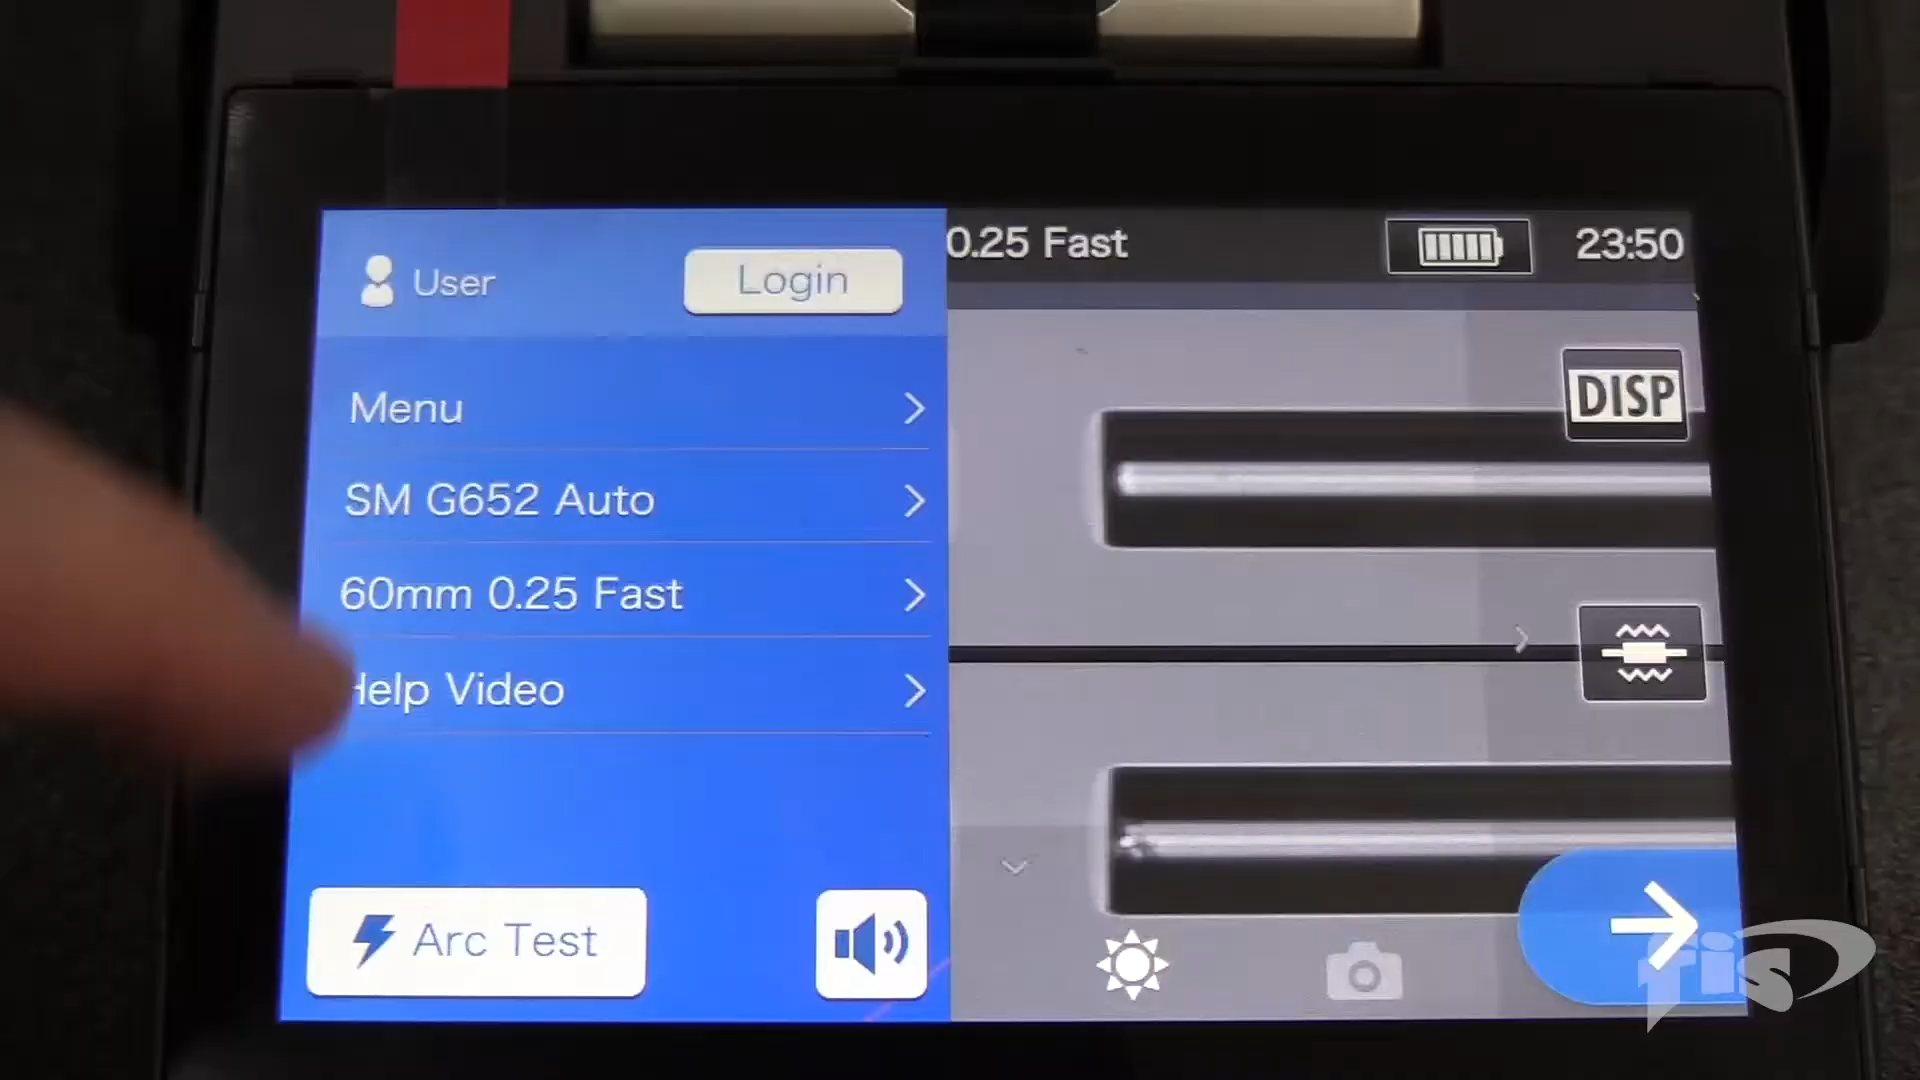 User
Login
0.25 Fast
23:50
Menu
DISP
SM G652 Auto
60mm 0.25 Fast
Help Video
Arc Test
fis